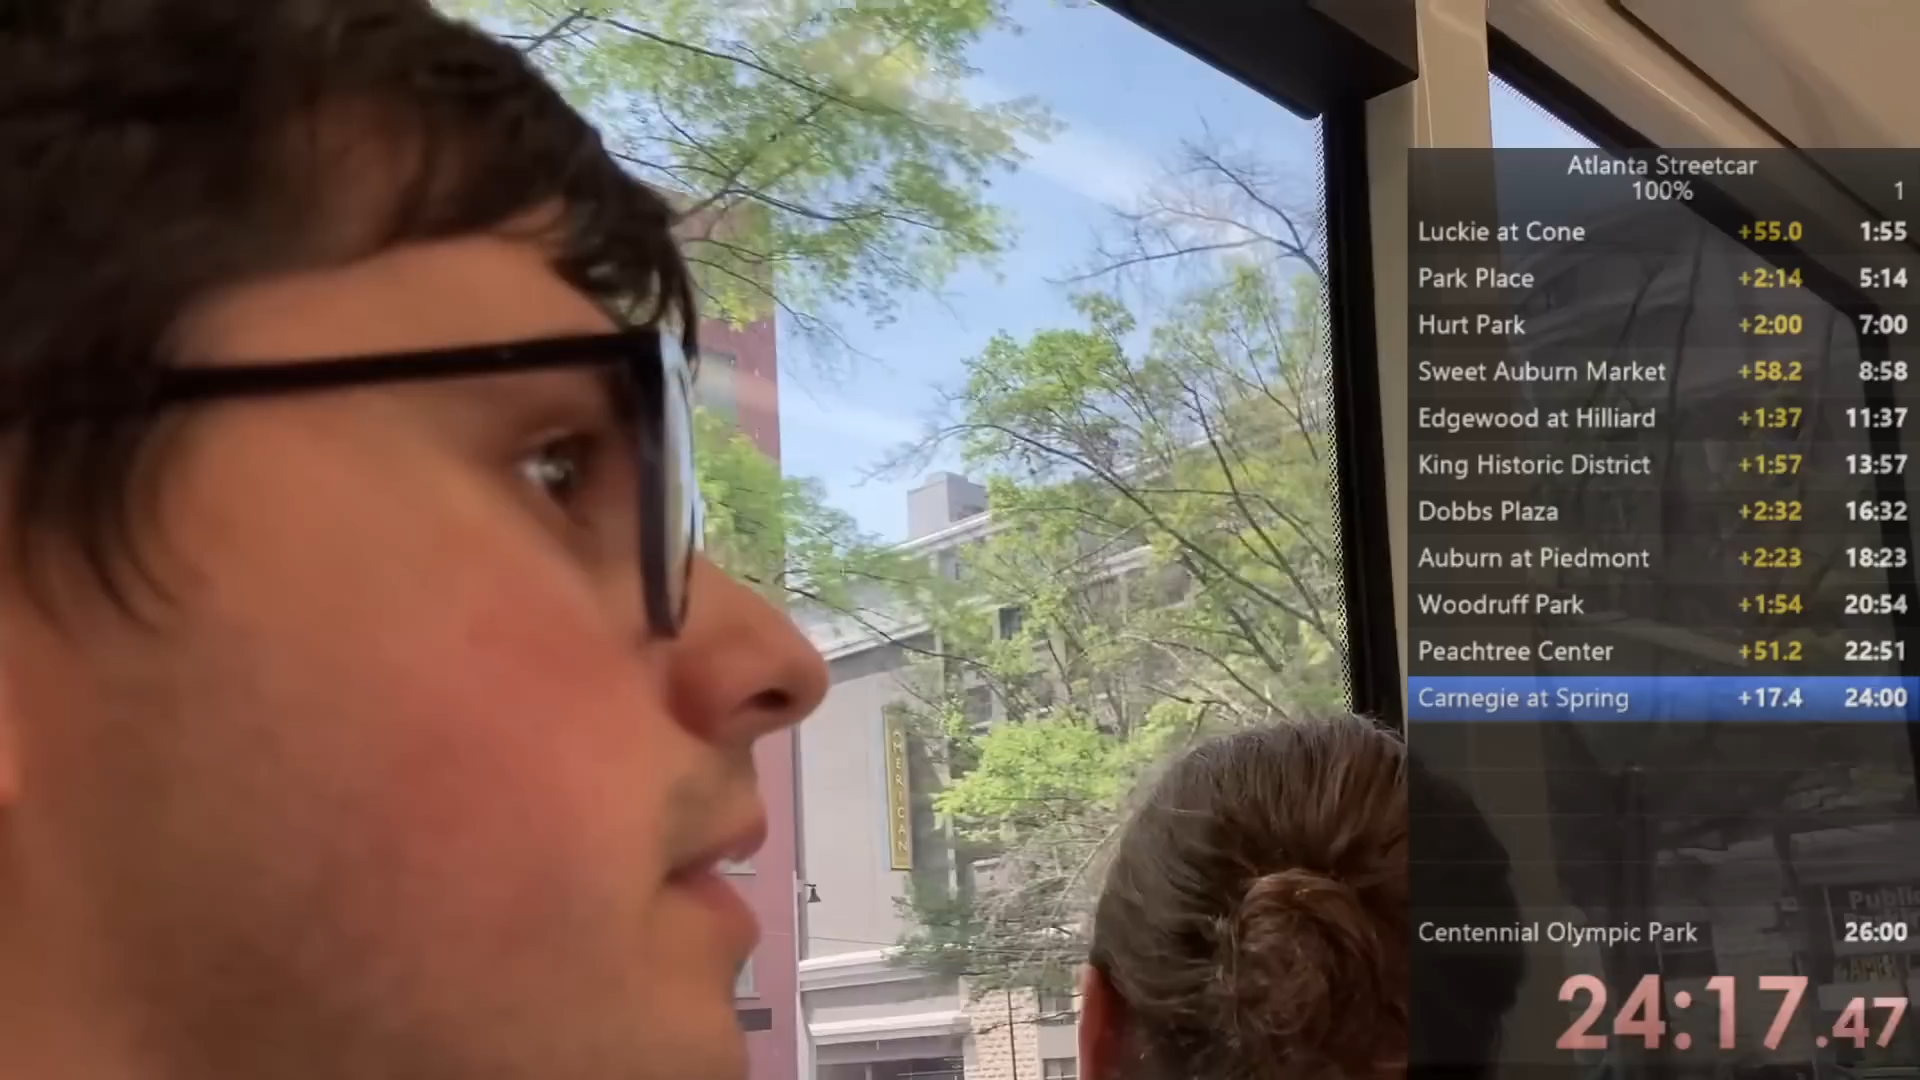 Atlanta Streetcar
100% 1
Luckie at Cone +55.0 1:55
Park Place +2:14 5:14
Hurt Park +2:00 7:00
Sweet Auburn Market +58.2 8:58
Edgewood at Hilliard +1:37 11:37
King Historic District +1:57 13:57
Dobbs Plaza +2:32 16:32
Auburn at Piedmont +2:23 18:23
Woodruff Park +1:54 20:54
Peachtree Center +51.2 22:51
Carnegie at Spring +17.4 24:00
Centennial Olympic Park 26:00
24:17.47
AMERICAN
Public
Parking